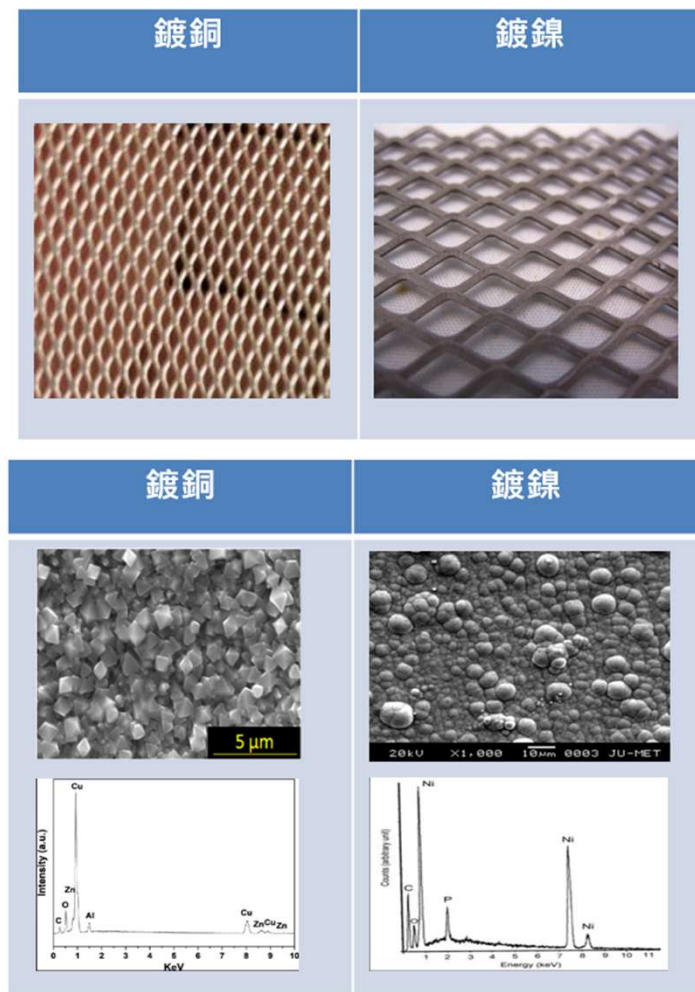 鍍銅
鍍鎳
鍍銅
鍍鎳
5 μm
20kV X1,000 10μm 0003 JU-MET
Intensity (a.u.)
Cu
Zn
O
C
Al
Cu
Zn
Cu
Zn
0 1 2 3 4 5 6 7 8 9 10
KeV
Counts (arbitrary unit)
Ni
C
O
P
Ni
Ni
1 2 3 4 5 6 7 8 9 10 11
Energy (keV)